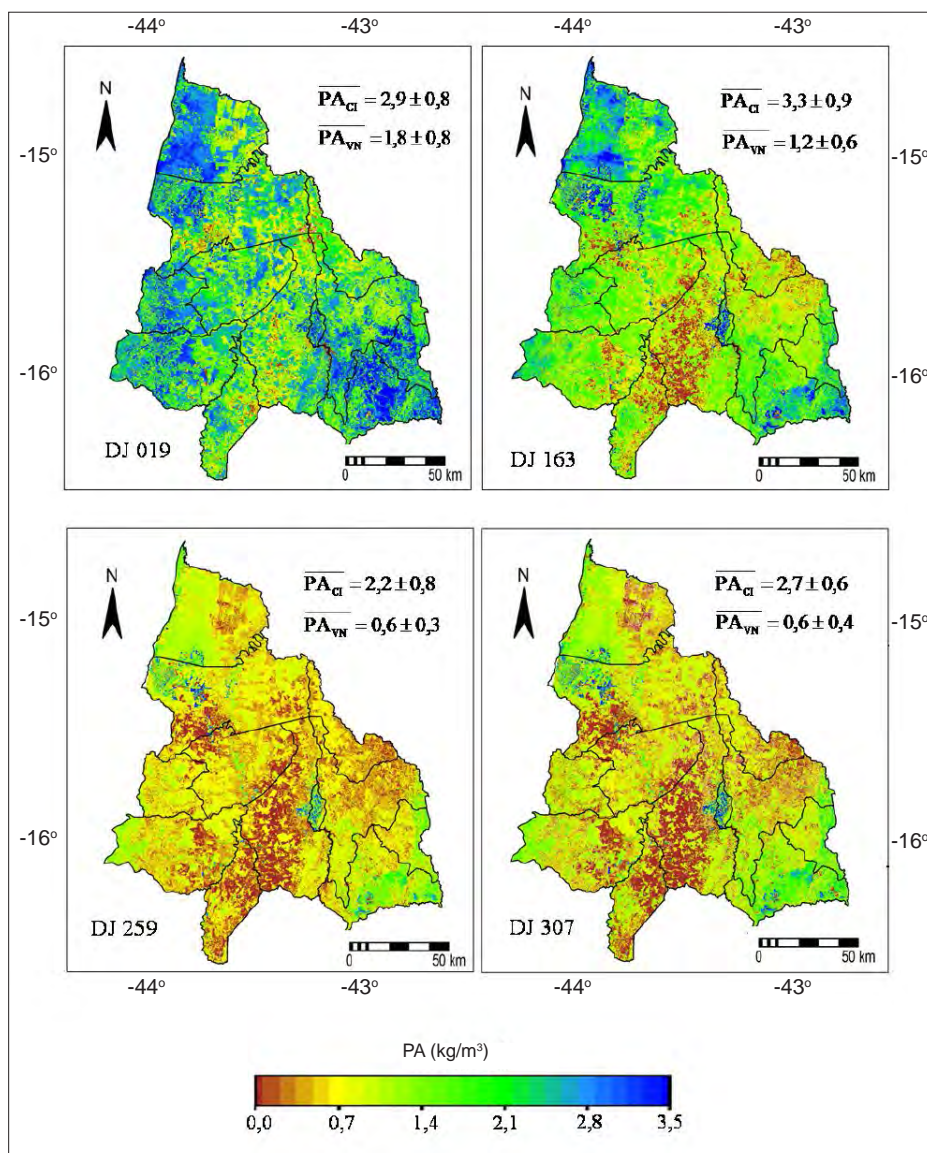 -44° -43° -44° -43°
N
PA_CI = 2,9 ± 0,8
PA_VN = 1,8 ± 0,8
-15°
-16°
DJ 019
0 50 km
N
PA_CI = 3,3 ± 0,9
PA_VN = 1,2 ± 0,6
-15°
-16°
DJ 163
0 50 km
N
PA_CI = 2,2 ± 0,8
PA_VN = 0,6 ± 0,3
-15°
-16°
DJ 259
0 50 km
N
PA_CI = 2,7 ± 0,6
PA_VN = 0,6 ± 0,4
-15°
-16°
DJ 307
0 50 km
-44° -43° -44° -43°
PA (kg/m³)
0,0 0,7 1,4 2,1 2,8 3,5